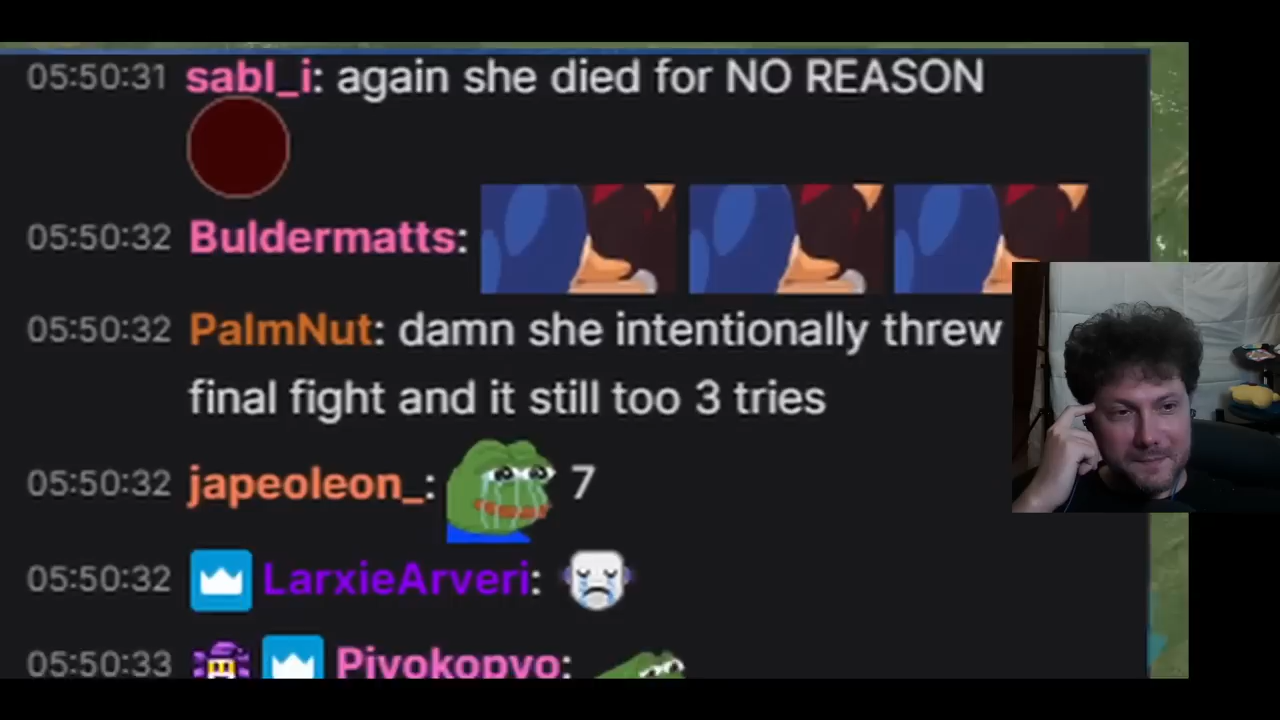 05:50:31 sabl_i: again she died for NO REASON
05:50:32 Buldermatts:
05:50:32 PalmNut: damn she intentionally threw
final fight and it still too 3 tries
05:50:32 japeoleon_: 7
05:50:32 LarxieArveri:
05:50:33 Pivokopvo: